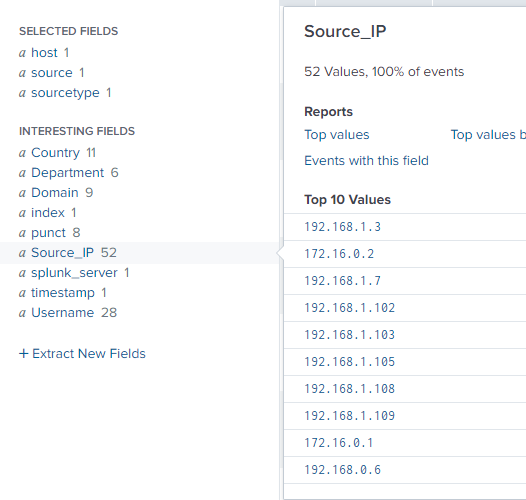 SELECTED FIELDS
a host 1
a source 1
a sourcetype 1
INTERESTING FIELDS
a Country 11
a Department 6
a Domain 9
a index 1
a punct 8
a Source_IP 52
a splunk_server 1
a timestamp 1
a Username 28
+ Extract New Fields
Source_IP
52 Values, 100% of events
Reports
Top values
Top values b
Events with this field
Top 10 Values
192.168.1.3
172.16.0.2
192.168.1.7
192.168.1.102
192.168.1.103
192.168.1.105
192.168.1.108
192.168.1.109
172.16.0.1
192.168.0.6